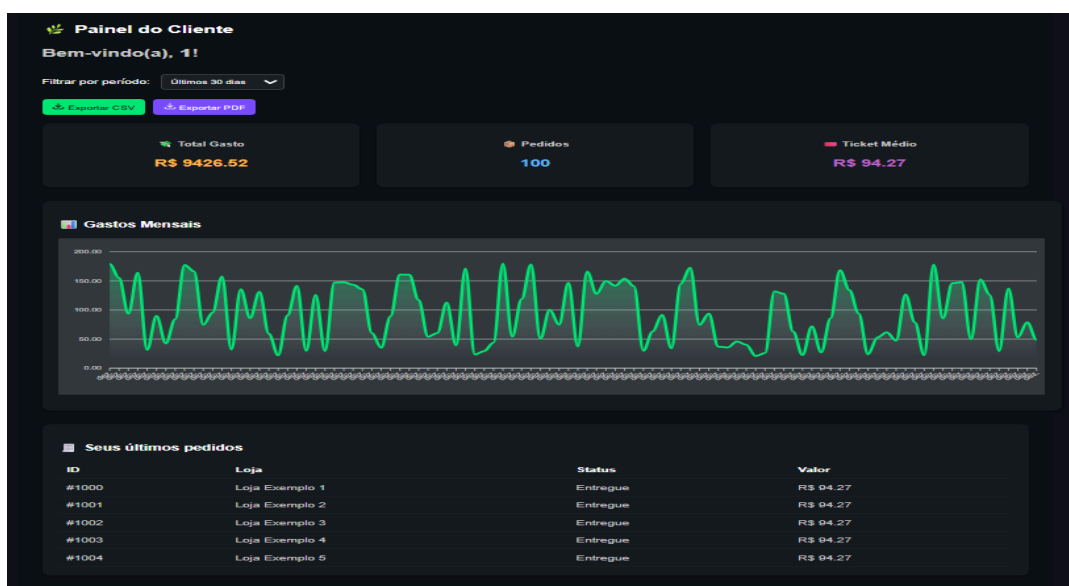 Painel do Cliente
Bem-vindo(a), 1!
Filtrar por período: Últimos 30 dias
Exportar CSV Exportar PDF
Total Gasto Pedidos Ticket Médio
R$ 9426.52 100 R$ 94.27
Gastos Mensais
200.00
150.00
100.00
50.00
0.00
Seus últimos pedidos
ID Loja Status Valor
#1000 Loja Exemplo 1 Entregue R$ 94.27
#1001 Loja Exemplo 2 Entregue R$ 94.27
#1002 Loja Exemplo 3 Entregue R$ 94.27
#1003 Loja Exemplo 4 Entregue R$ 94.27
#1004 Loja Exemplo 5 Entregue R$ 94.27